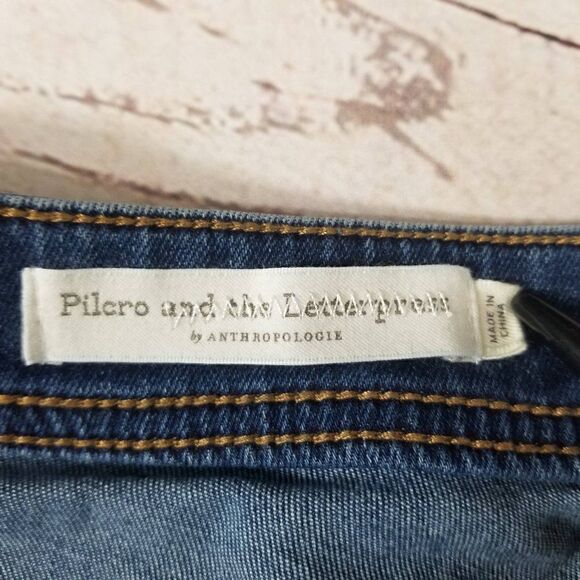 Pilcro and the Letterpress
by ANTHROPOLOGIE
MADE IN
CHINA